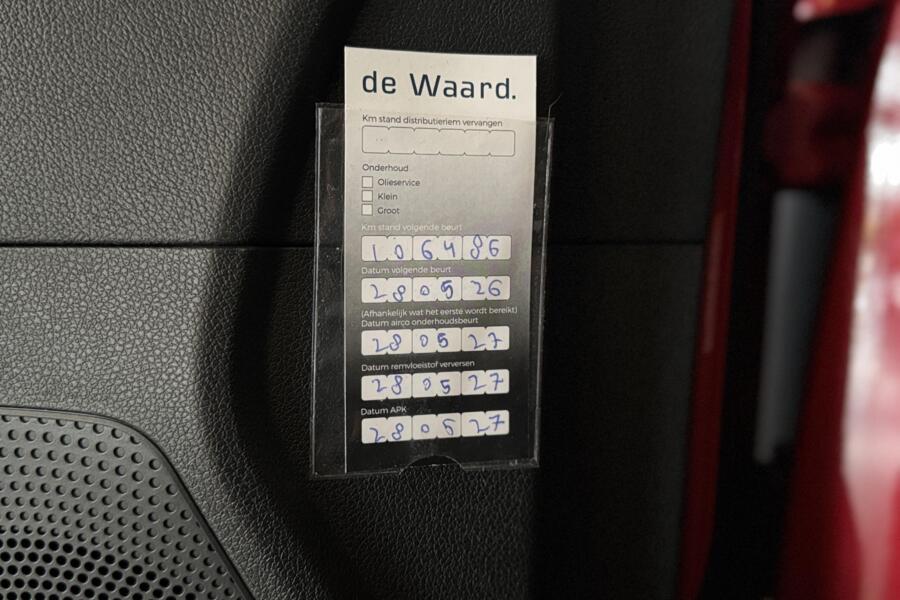 de Waard.
Km stand distributieriem vervangen
Onderhoud
Olieservice
Klein
Groot
Km stand volgende beurt
106486
Datum volgende beurt
280526
(Afhankelijk wat het eerste wordt bereikt)
Datum airco onderhoudsbeurt
280527
Datum remvloeistof verversen
280527
Datum APK
280527